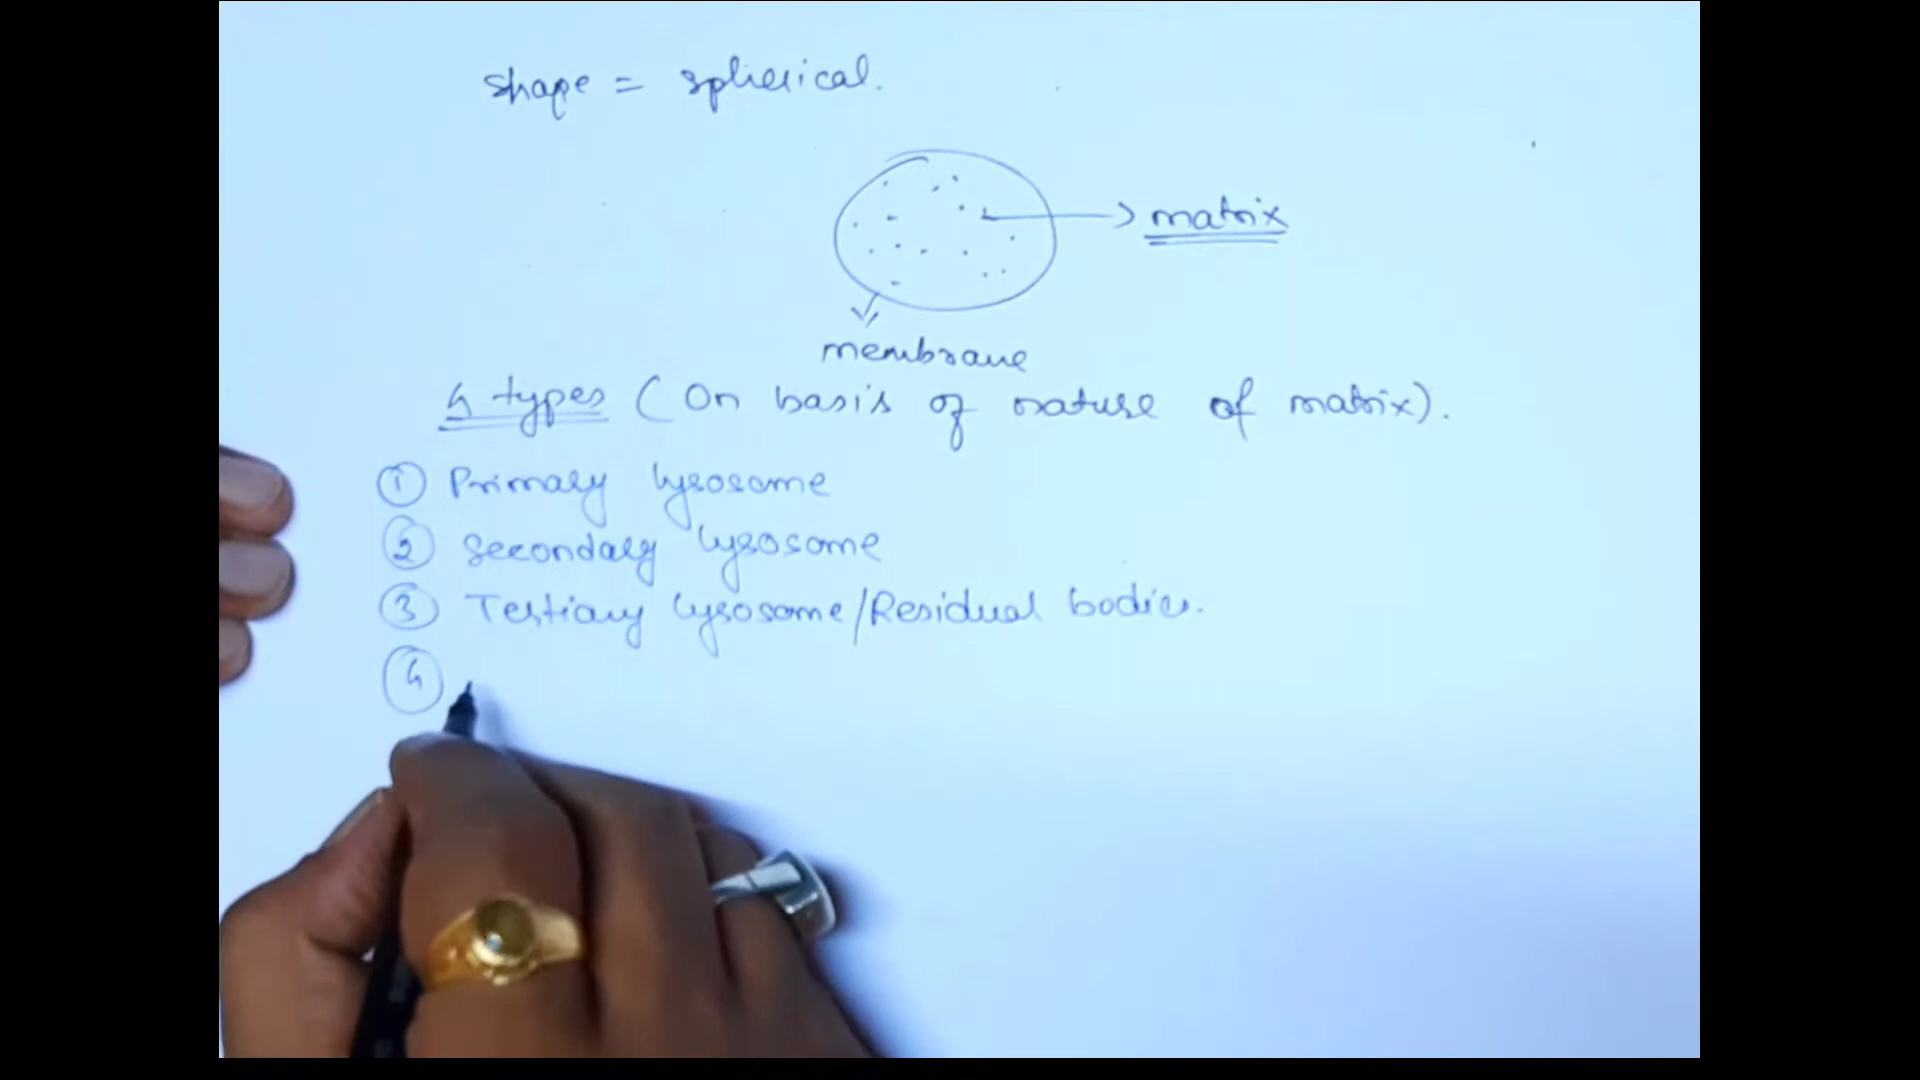 shape = spherical.
matrix
membrane
4 types (On basis of nature of matrix).
① Primary lysosome
② Secondary lysosome
③ Tertiary lysosome/Residual bodies.
④